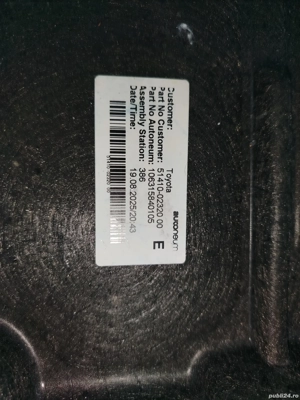 autoneum
Customer: Toyota
Part No Customer: 51410-02320 00
Part No Autoneum: 106315840105
Assembly Station: 386
Date/Time: 19.08.2025/20:43
E
publi24.ro